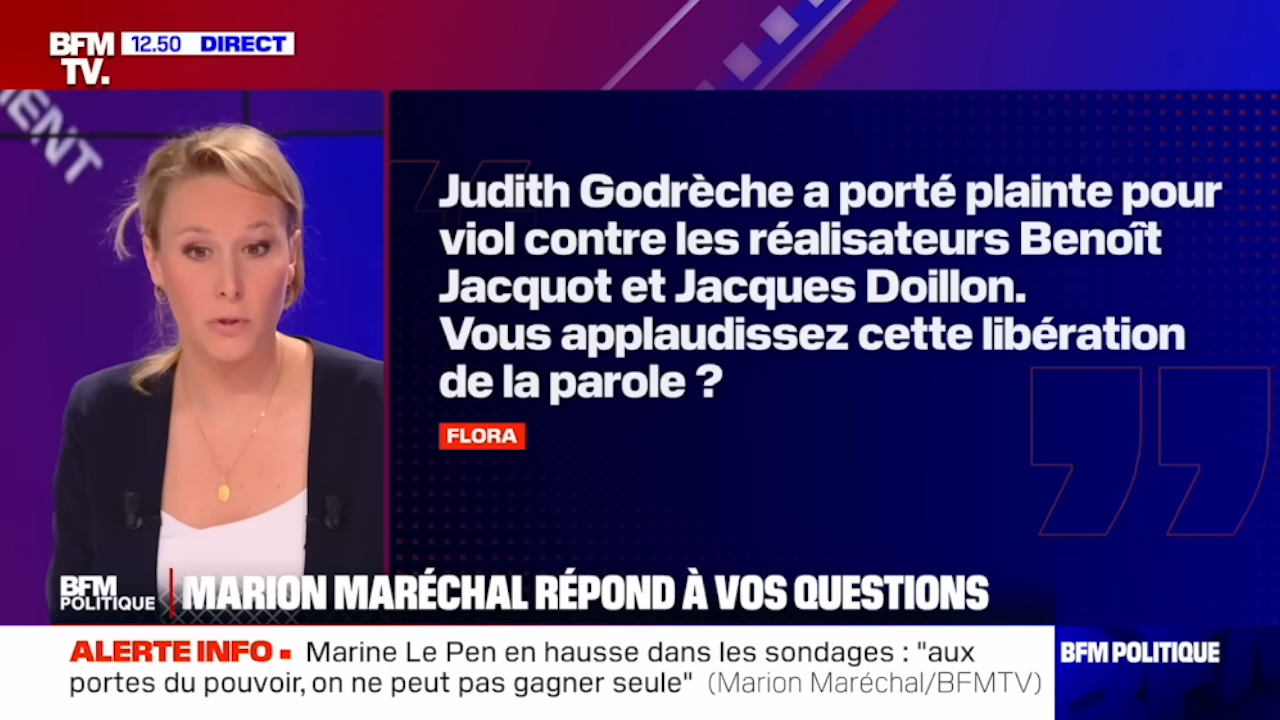 BFM
TV.
12.50 DIRECT
MENT
Judith Godrèche a porté plainte pour
viol contre les réalisateurs Benoît
Jacquot et Jacques Doillon.
Vous applaudissez cette libération
de la parole ?
FLORA
BFM
POLITIQUE
MARION MARÉCHAL RÉPOND À VOS QUESTIONS
ALERTE INFO Marine Le Pen en hausse dans les sondages : "aux
portes du pouvoir, on ne peut pas gagner seule" (Marion Maréchal/BFMTV)
BFM POLITIQUE